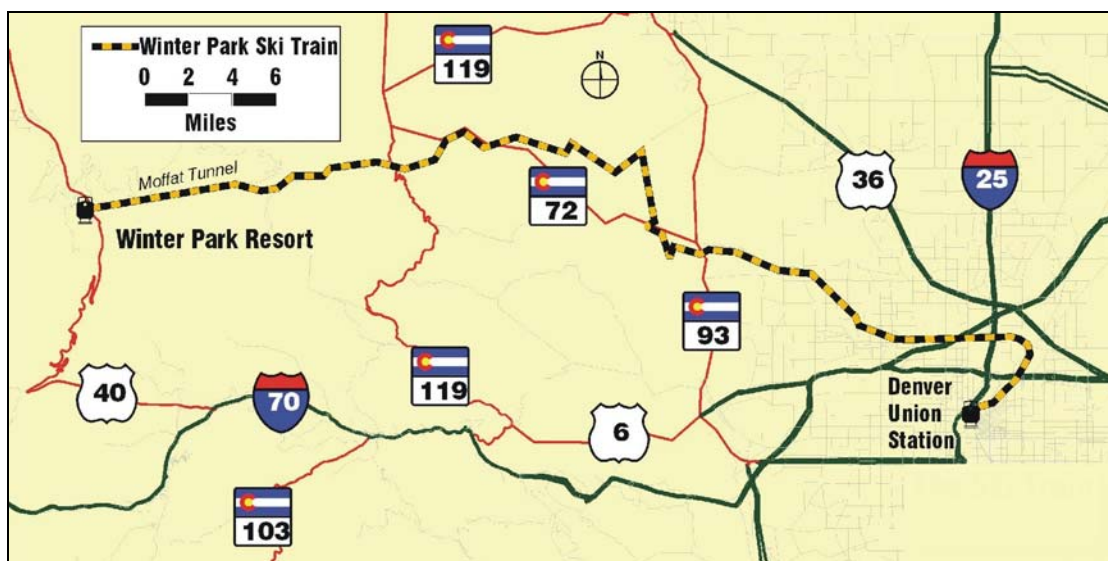 Winter Park Ski Train
0 2 4 6
Miles
N
119
36
25
Moffat Tunnel
72
Winter Park Resort
93
119
40
70
6
Denver
Union
Station
103